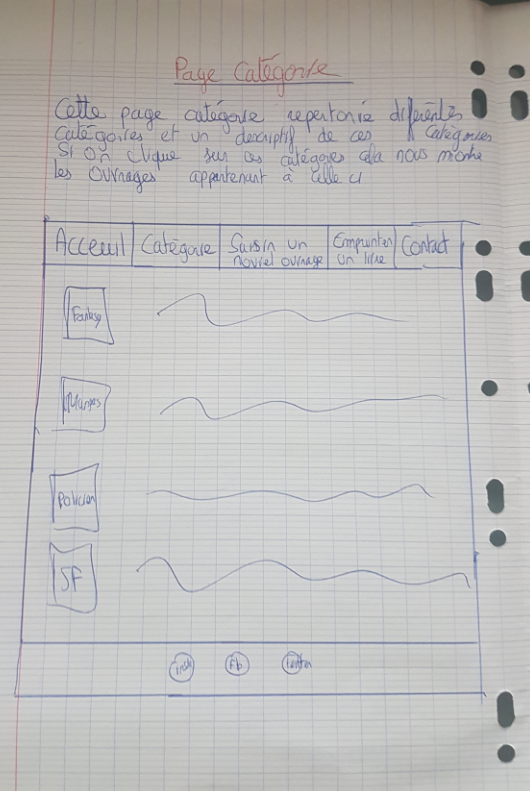 Page Catégorie
Cette page catégorie repertorie diférentes
Catégories et un descriptif de ces Catégories
Si on clique sur ces catégories cela nous montre
les ouvrages appartenant à celle ci
Acceuil Catégorie Saisir un nouvel ouvrage Emprunter un livre Contact
Fantasy
Mangas
Policier
SF
insta Fb twitter